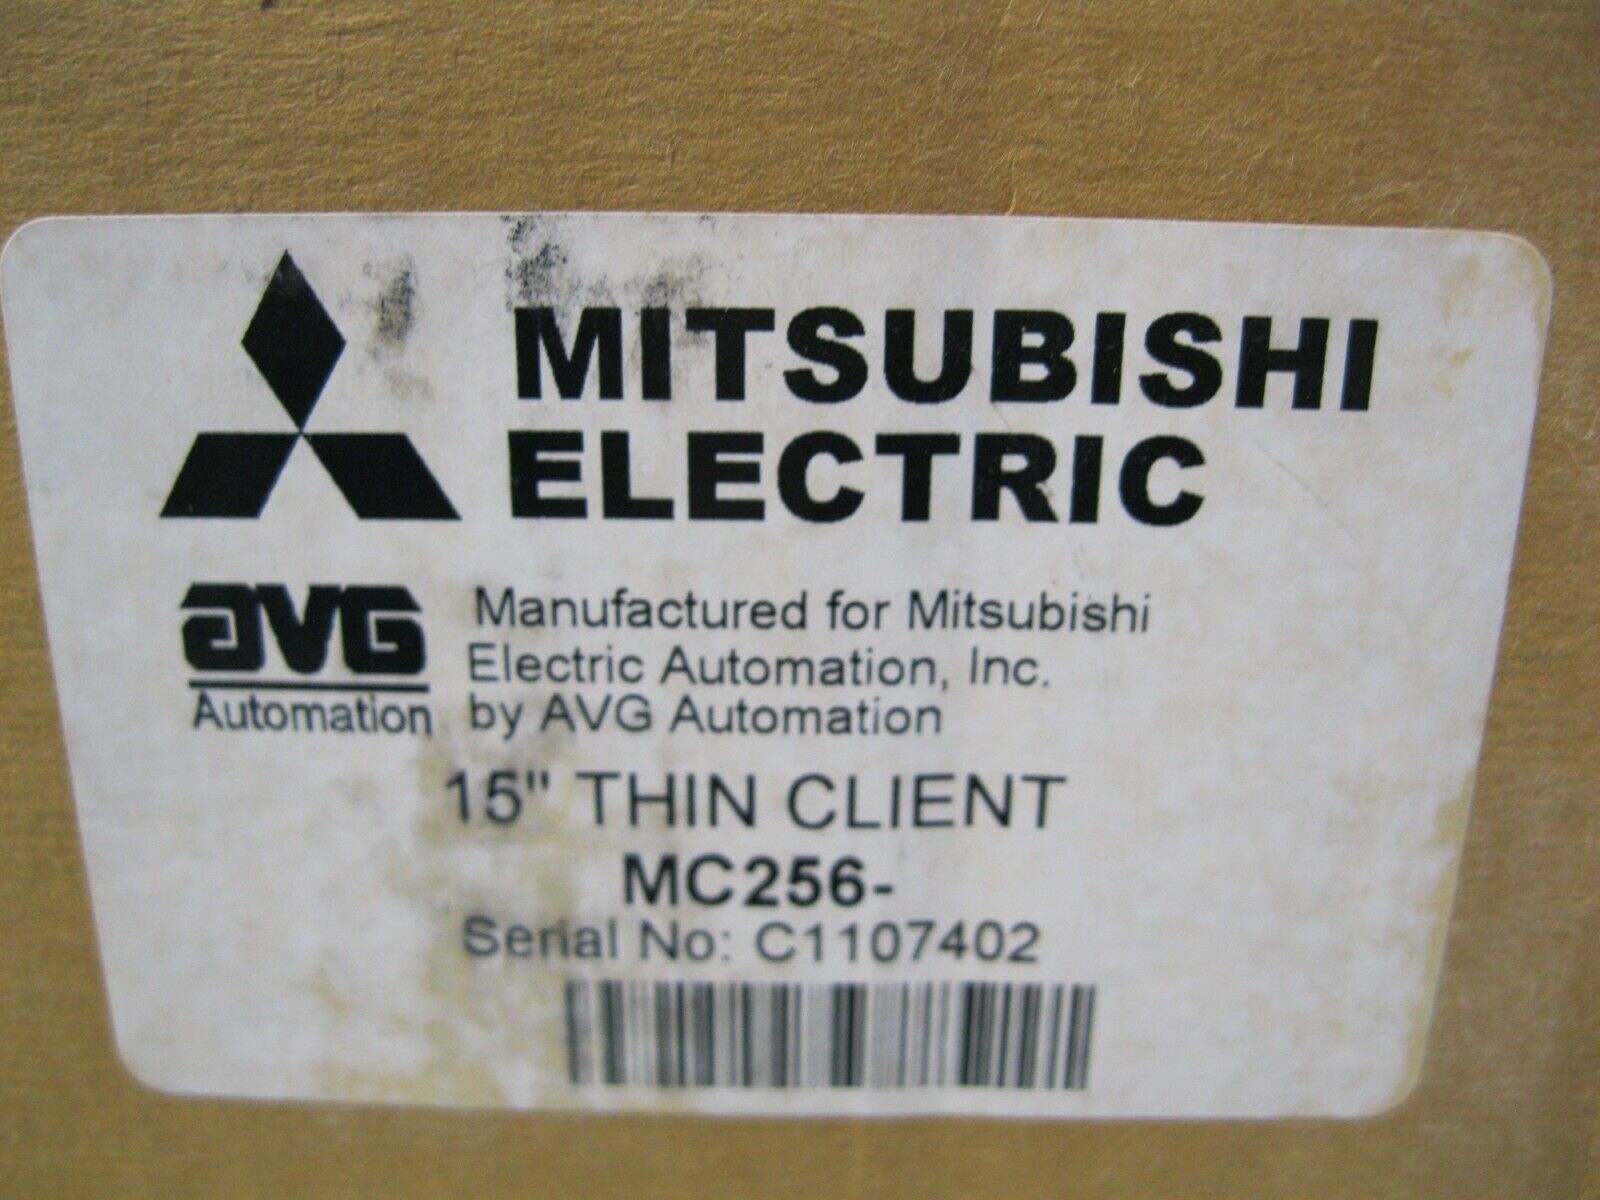 MITSUBISHI
ELECTRIC
AVG
Automation
Manufactured for Mitsubishi
Electric Automation, Inc.
by AVG Automation
15" THIN CLIENT
MC256-
Serial No: C1107402